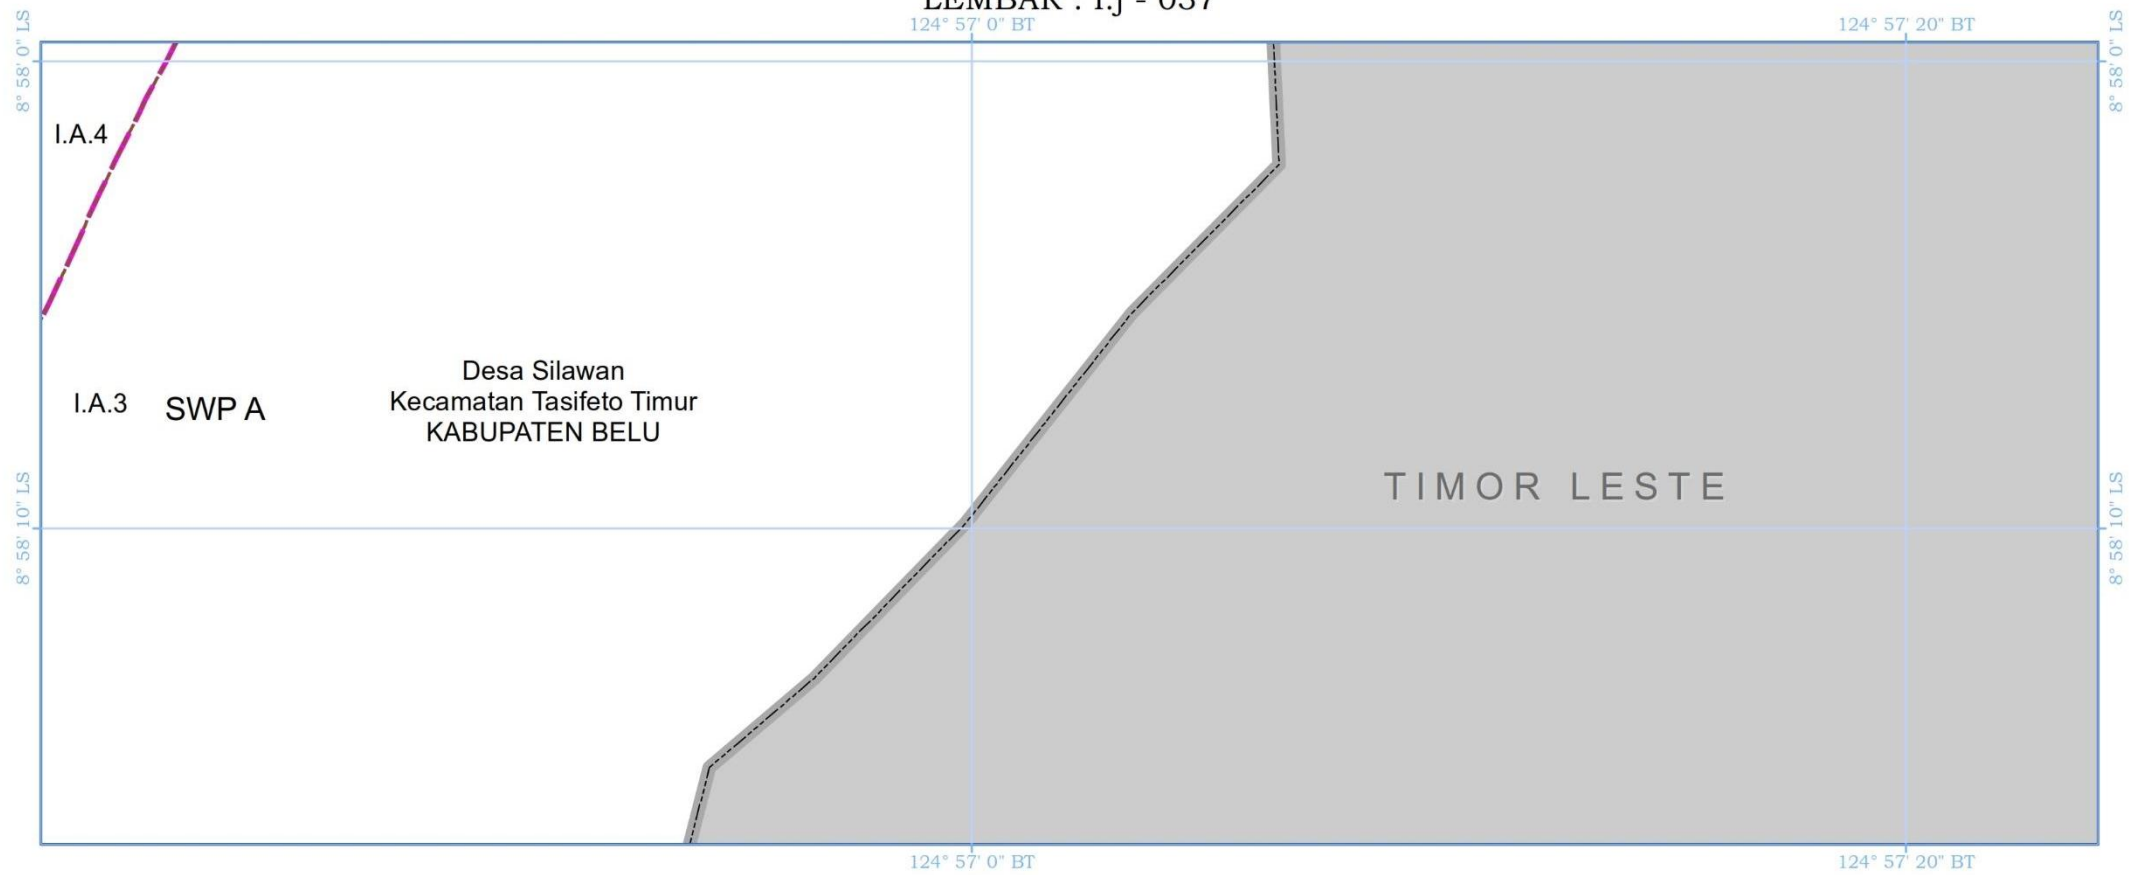 LEMBAR : I.J - 037
124° 57' 0" BT
124° 57' 20" BT
8° 58' 0" LS
8° 58' 0" LS
I.A.4
Desa Silawan
Kecamatan Tasifeto Timur
KABUPATEN BELU
I.A.3
SWP A
TIMOR LESTE
8° 58' 10" LS
8° 58' 10" LS
124° 57' 0" BT
124° 57' 20" BT